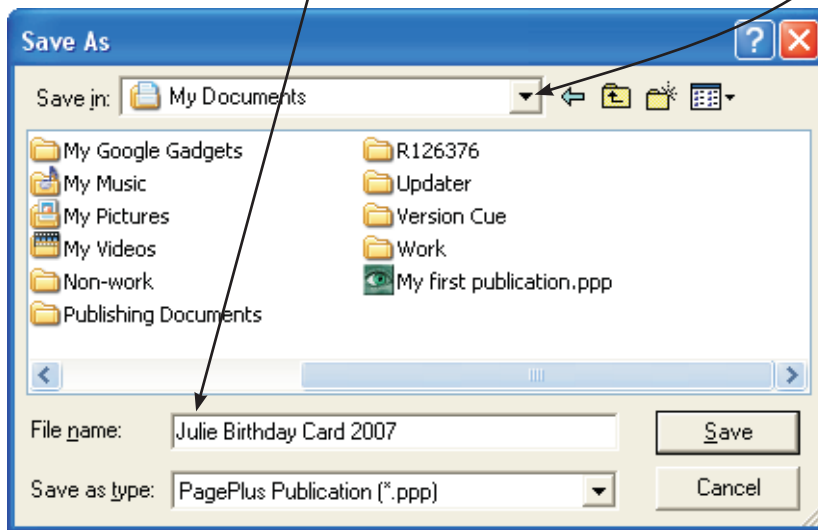 Save As
Save in: My Documents
My Google Gadgets
My Music
My Pictures
My Videos
Non-work
Publishing Documents
R126376
Updater
Version Cue
Work
My first publication.ppp
File name: Julie Birthday Card 2007
Save
Save as type: PagePlus Publication (*.ppp)
Cancel